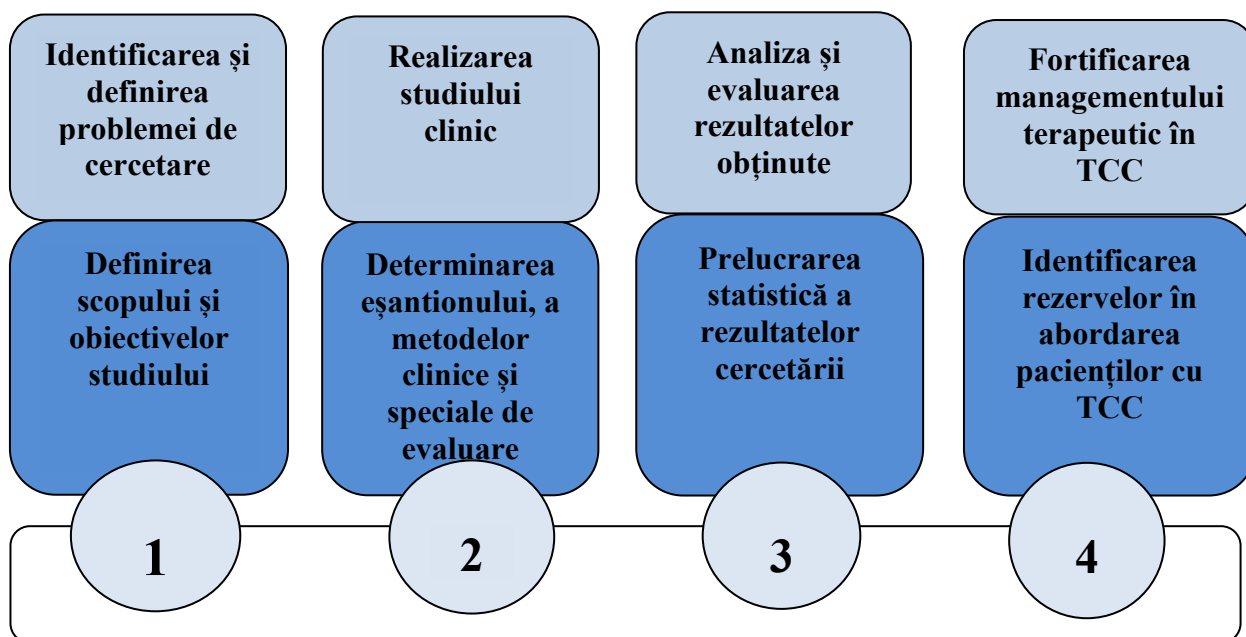 Identificarea și
definirea
problemei de
cercetare
Definirea
scopului și
obiectivelor
studiului
1
Realizarea
studiului
clinic
Determinarea
eșantionului, a
metodelor
clinice și
speciale de
evaluare
2
Analiza și
evaluarea
rezultatelor
obținute
Prelucrarea
statistică a
rezultatelor
cercetării
3
Fortificarea
managementului
terapeutic în
TCC
Identificarea
rezervelor în
abordarea
pacienților cu
TCC
4